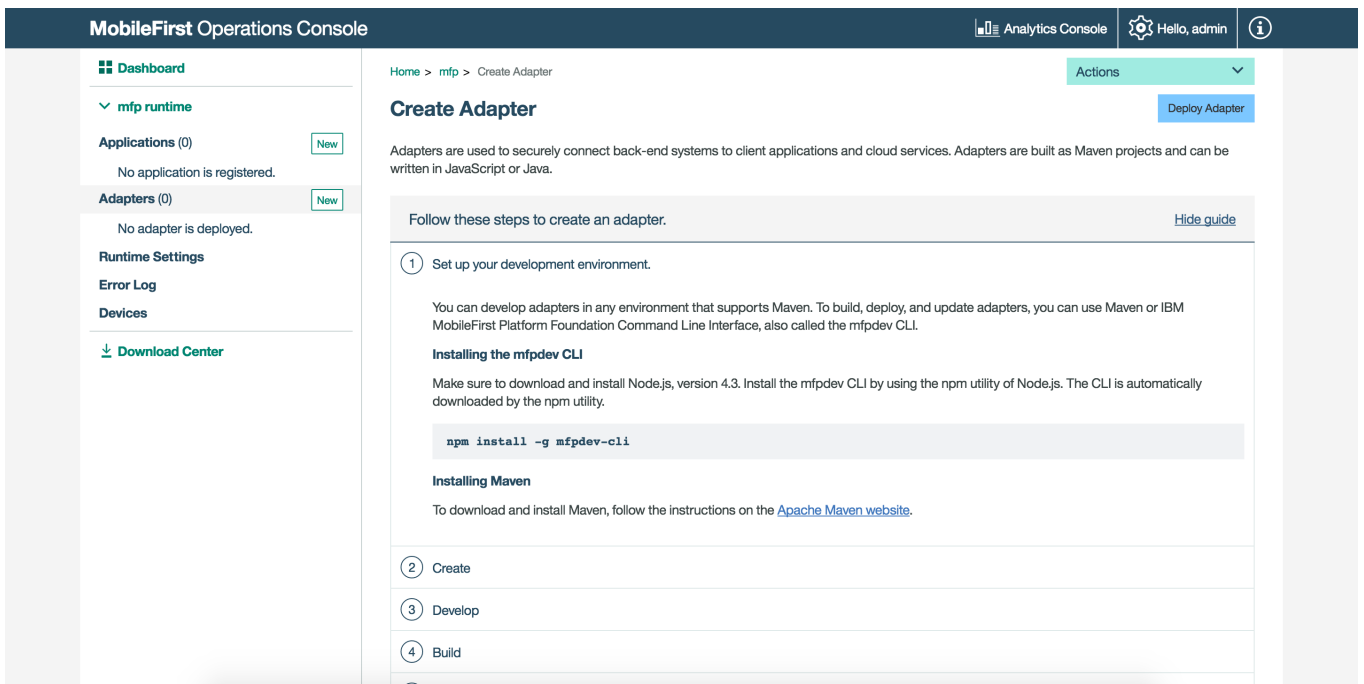 MobileFirst Operations Console
Analytics Console
Hello, admin
Dashboard
mfp runtime
Applications (0)
New
No application is registered.
Adapters (0)
New
No adapter is deployed.
Runtime Settings
Error Log
Devices
Download Center
Home > mfp > Create Adapter
Actions
Create Adapter
Deploy Adapter
Adapters are used to securely connect back-end systems to client applications and cloud services. Adapters are built as Maven projects and can be
written in JavaScript or Java.
Follow these steps to create an adapter.
Hide guide
1 Set up your development environment.
You can develop adapters in any environment that supports Maven. To build, deploy, and update adapters, you can use Maven or IBM
MobileFirst Platform Foundation Command Line Interface, also called the mfpdev CLI.
Installing the mfpdev CLI
Make sure to download and install Node.js, version 4.3. Install the mfpdev CLI by using the npm utility of Node.js. The CLI is automatically
downloaded by the npm utility.
npm install -g mfpdev-cli
Installing Maven
To download and install Maven, follow the instructions on the Apache Maven website.
2 Create
3 Develop
4 Build